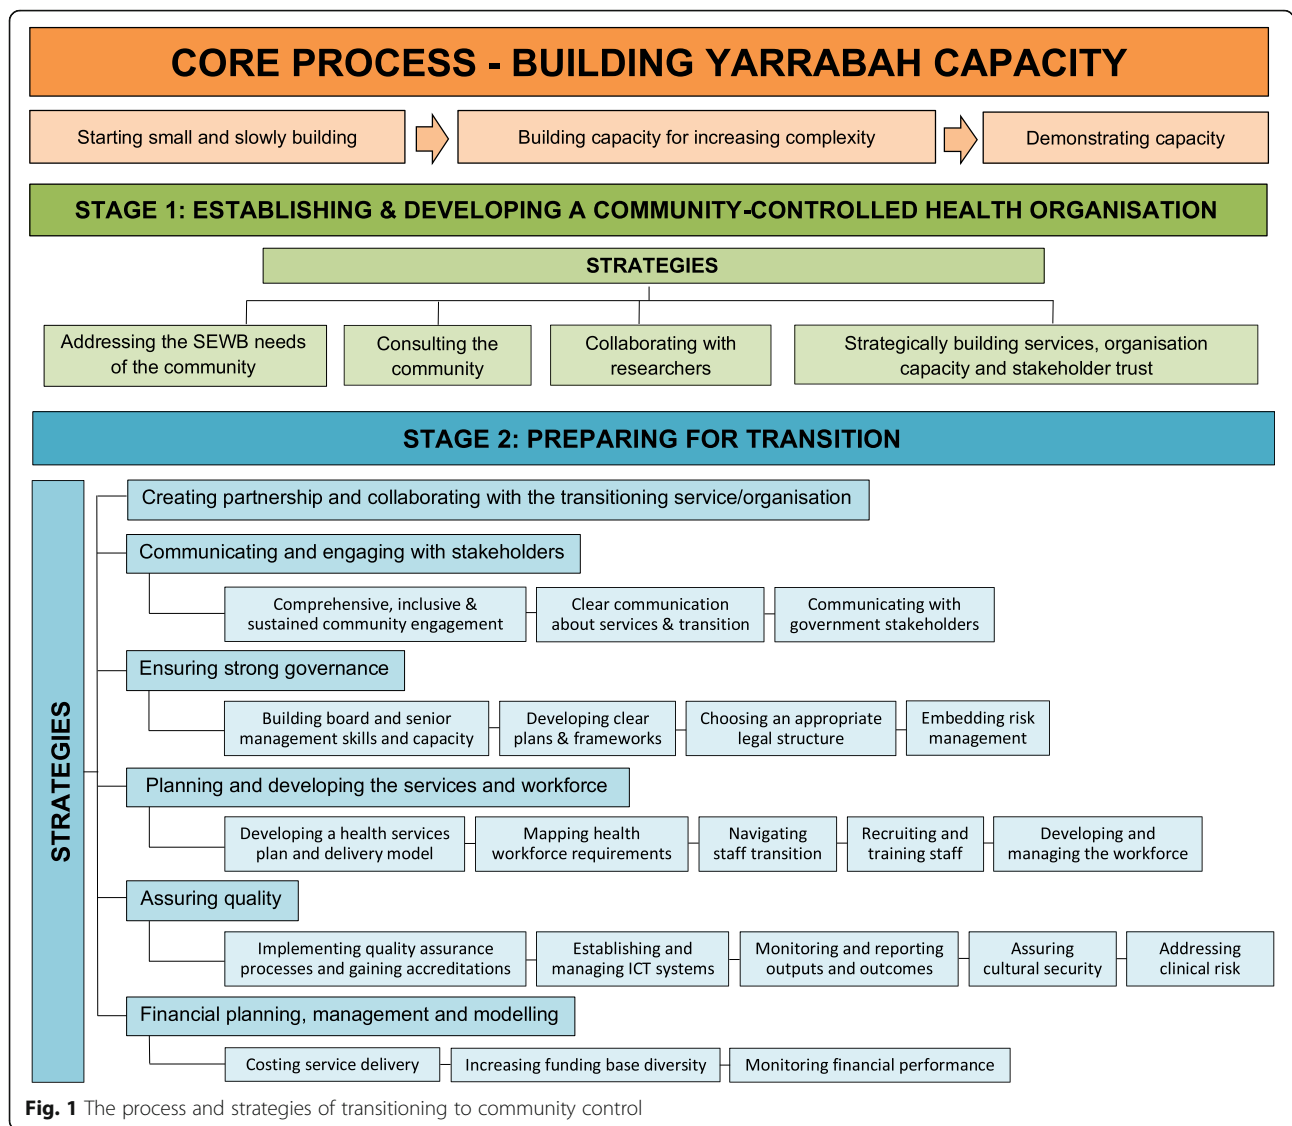 CORE PROCESS - BUILDING YARRABAH CAPACITY
Starting small and slowly building
Building capacity for increasing complexity
Demonstrating capacity
STAGE 1: ESTABLISHING & DEVELOPING A COMMUNITY-CONTROLLED HEALTH ORGANISATION
STRATEGIES
Addressing the SEWB needs
of the community
Consulting the
community
Collaborating with
researchers
Strategically building services, organisation
capacity and stakeholder trust
STAGE 2: PREPARING FOR TRANSITION
STRATEGIES
Creating partnership and collaborating with the transitioning service/organisation
Communicating and engaging with stakeholders
Comprehensive, inclusive &
sustained community engagement
Clear communication
about services & transition
Communicating with
government stakeholders
Ensuring strong governance
Building board and senior
management skills and capacity
Developing clear
plans & frameworks
Choosing an appropriate
legal structure
Embedding risk
management
Planning and developing the services and workforce
Developing a health services
plan and delivery model
Mapping health
workforce requirements
Navigating
staff transition
Recruiting and
training staff
Developing and
managing the workforce
Assuring quality
Implementing quality assurance
processes and gaining accreditations
Establishing and
managing ICT systems
Monitoring and reporting
outputs and outcomes
Assuring
cultural security
Addressing
clinical risk
Financial planning, management and modelling
Costing service delivery
Increasing funding base diversity
Monitoring financial performance
Fig. 1 The process and strategies of transitioning to community control